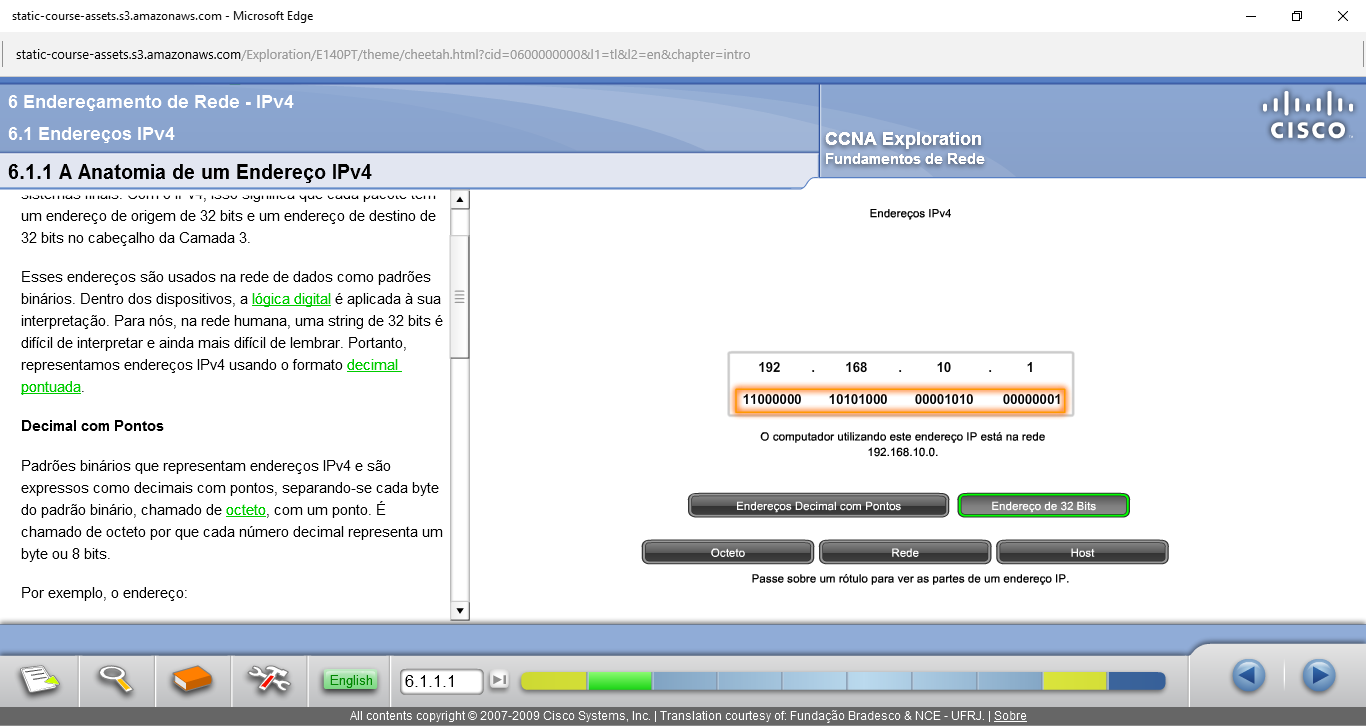 static-course-assets.s3.amazonaws.com - Microsoft Edge
static-course-assets.s3.amazonaws.com/Exploration/E140PT/theme/cheetah.html?cid=0600000000&l1=tl&l2=en&chapter=intro
6 Endereçamento de Rede - IPv4
6.1 Endereços IPv4
6.1.1 A Anatomia de um Endereço IPv4
CCNA Exploration
Fundamentos de Rede
CISCO
sistemas finais. Com o IPv4, isso significa que cada pacote tem
um endereço de origem de 32 bits e um endereço de destino de
32 bits no cabeçalho da Camada 3.
Esses endereços são usados na rede de dados como padrões
binários. Dentro dos dispositivos, a lógica digital é aplicada à sua
interpretação. Para nós, na rede humana, uma string de 32 bits é
difícil de interpretar e ainda mais difícil de lembrar. Portanto,
representamos endereços IPv4 usando o formato decimal
pontuada.
Decimal com Pontos
Padrões binários que representam endereços IPv4 e são
expressos como decimais com pontos, separando-se cada byte
do padrão binário, chamado de octeto, com um ponto. É
chamado de octeto por que cada número decimal representa um
byte ou 8 bits.
Por exemplo, o endereço:
Endereços IPv4
192 . 168 . 10 . 1
11000000 10101000 00001010 00000001
O computador utilizando este endereço IP está na rede
192.168.10.0.
Endereços Decimal com Pontos
Endereço de 32 Bits
Octeto
Rede
Host
Passe sobre um rótulo para ver as partes de um endereço IP.
English
6.1.1.1
All contents copyright © 2007-2009 Cisco Systems, Inc. | Translation courtesy of: Fundação Bradesco & NCE - UFRJ. | Sobre